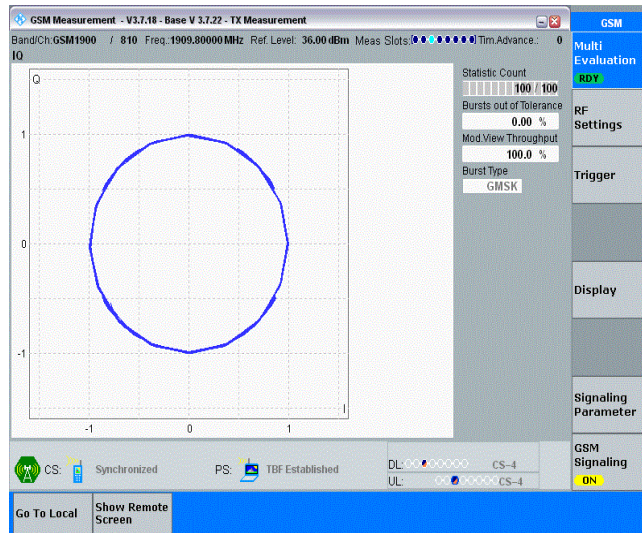 GSM Measurement - V3.7.18 - Base V 3.7.22 - TX Measurement
Band/Ch:GSM1900 / 810 Freq.:1909.80000 MHz Ref. Level: 36.00 dBm Meas Slots: Tim.Advance.: 0
IQ
Q
1
0
-1
I
-1 0 1
Statistic Count
100 / 100
Bursts out of Tolerance
0.00 %
Mod.View Throughput
100.0 %
Burst Type
GMSK
CS: Synchronized PS: TBF Established
DL: CS-4
UL: CS-4
GSM
Multi
Evaluation
RDY
RF
Settings
Trigger
Display
Signaling
Parameter
GSM
Signaling
ON
Go To Local
Show Remote
Screen